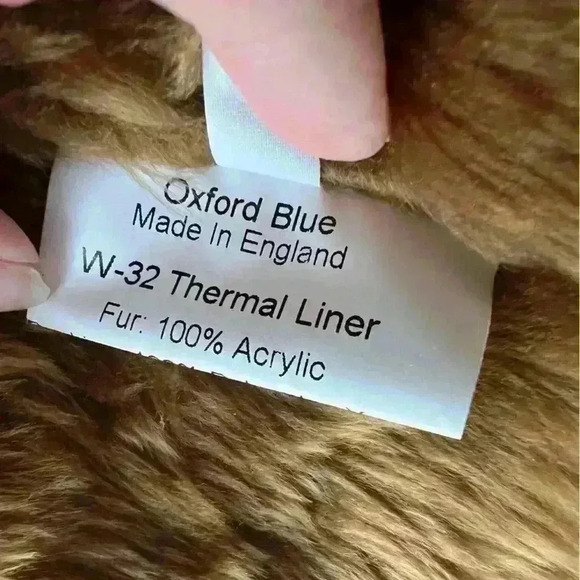 Oxford Blue
Made In England
W-32 Thermal Liner
Fur: 100% Acrylic